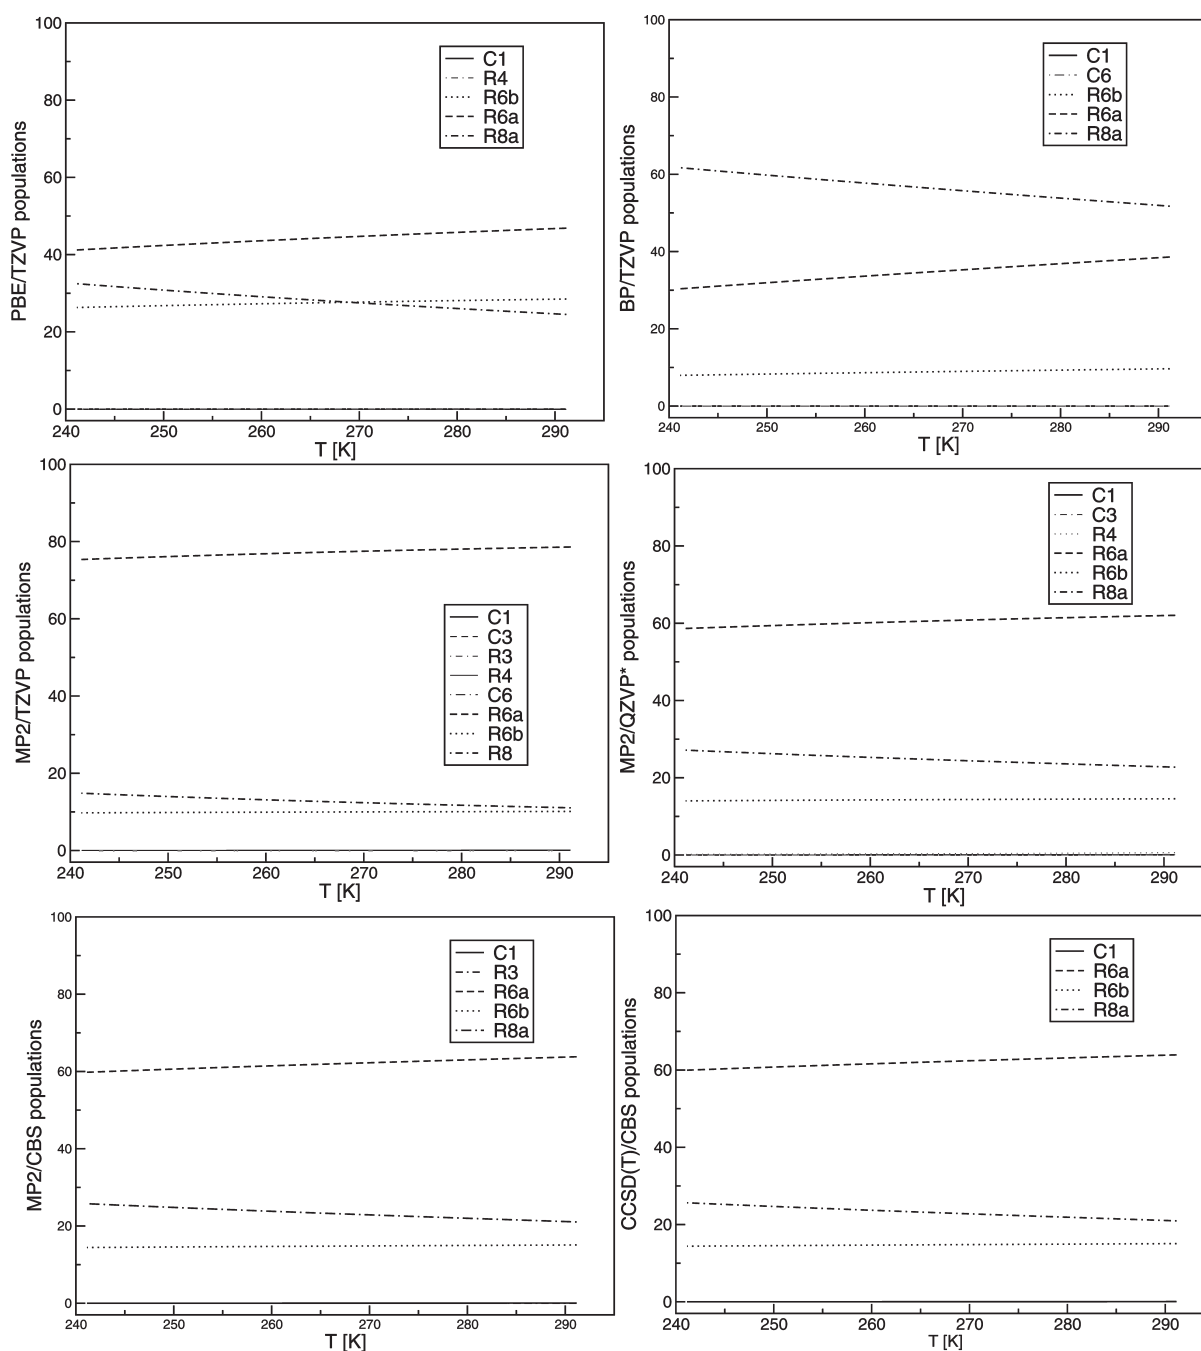 PBE/TZVP populations
100
80
60
40
20
0
240 250 260 270 280 290
T [K]
C1
R4
R6b
R6a
R8a
BP/TZVP populations
100
80
60
40
20
0
240 250 260 270 280 290
T [K]
C1
C6
R6b
R6a
R8a
MP2/TZVP populations
100
80
60
40
20
0
240 250 260 270 280 290
T [K]
C1
C3
R3
R4
C6
R6a
R6b
R8
MP2/QZVP* populations
100
80
60
40
20
0
240 250 260 270 280 290
T [K]
C1
C3
R4
R6a
R6b
R8a
MP2/CBS populations
100
80
60
40
20
0
240 250 260 270 280 290
T [K]
C1
R3
R6a
R6b
R8a
CCSD(T)/CBS populations
100
80
60
40
20
0
240 250 260 270 280 290
T [K]
C1
R6a
R6b
R8a